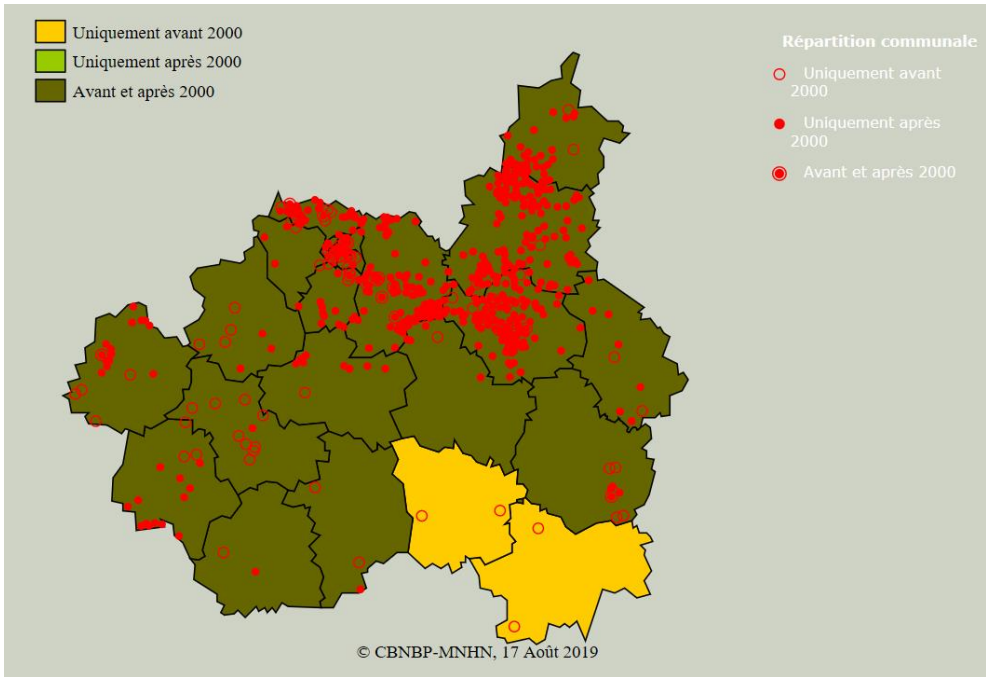 Uniquement avant 2000
Uniquement après 2000
Avant et après 2000
Répartition communale
Uniquement avant
2000
Uniquement après
2000
Avant et après 2000
© CBNBP-MNHN, 17 Août 2019